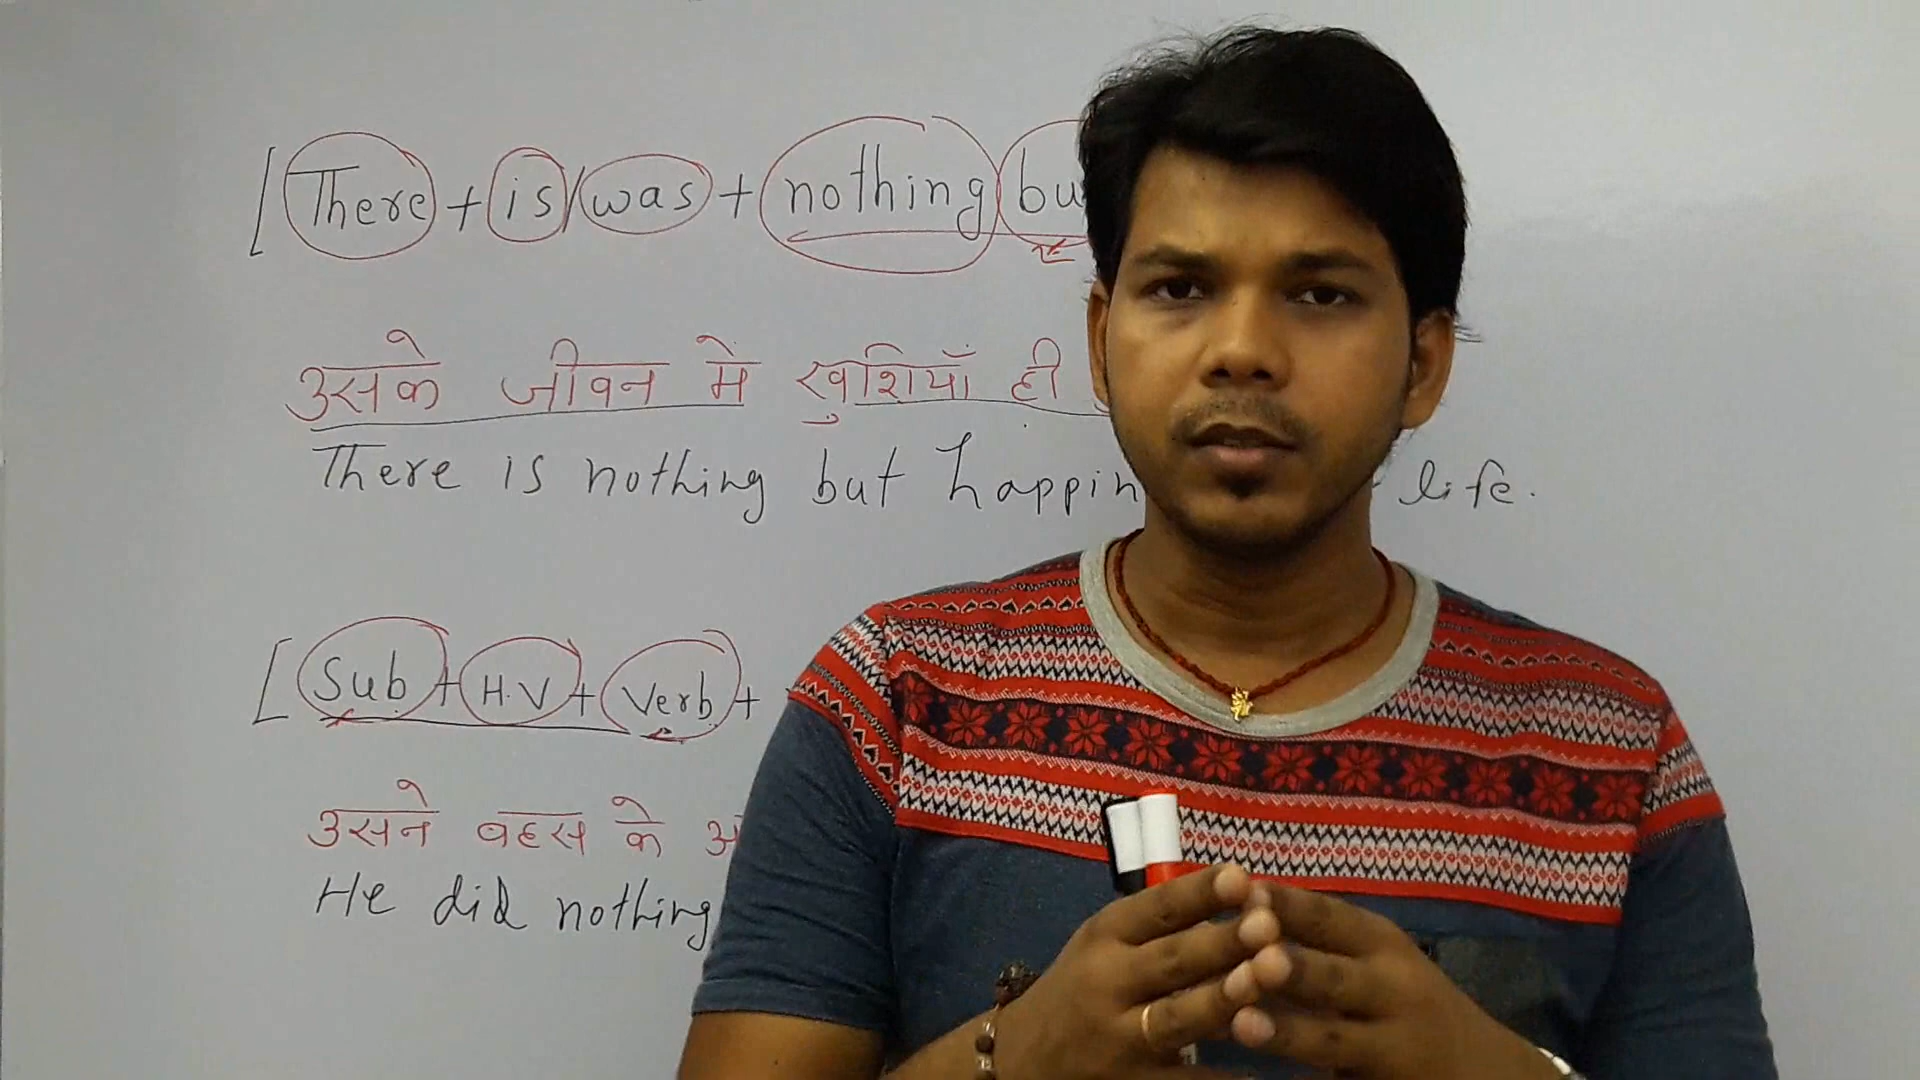 [There + is/was + nothing bu
उसके जीवन मे खुशियाँ ही
There is nothing but happin life.
[Sub + H.V + Verb +
उसने वहस के अ
He did nothing